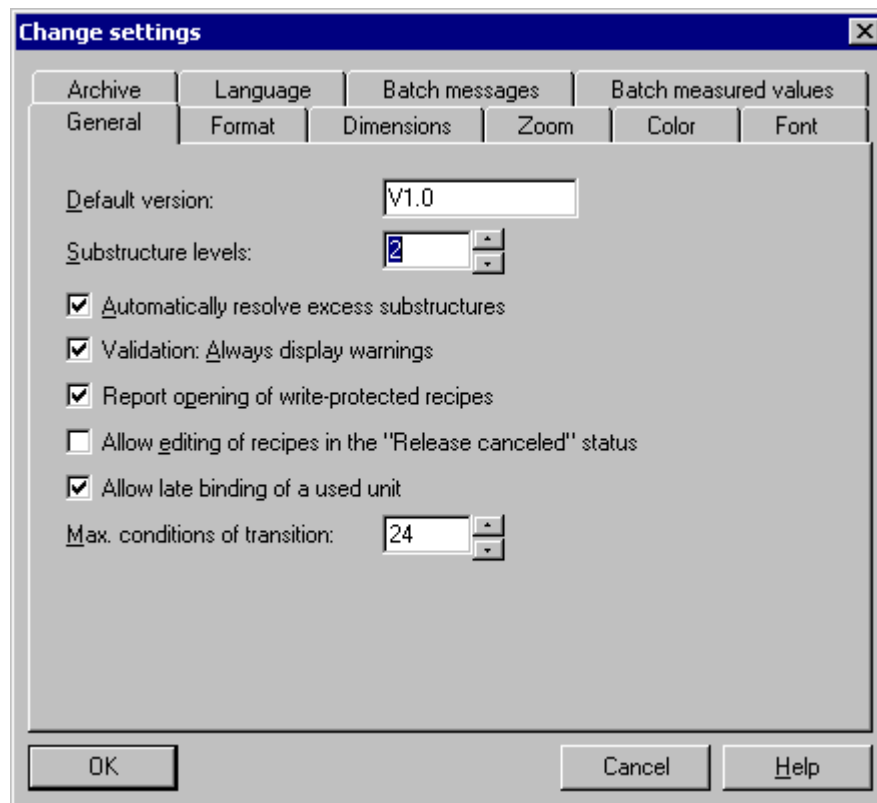 Change settings
Archive Language Batch messages Batch measured values
General Format Dimensions Zoom Color Font
Default version: V1.0
Substructure levels: 2
Automatically resolve excess substructures
Validation: Always display warnings
Report opening of write-protected recipes
Allow editing of recipes in the "Release canceled" status
Allow late binding of a used unit
Max. conditions of transition: 24
OK Cancel Help